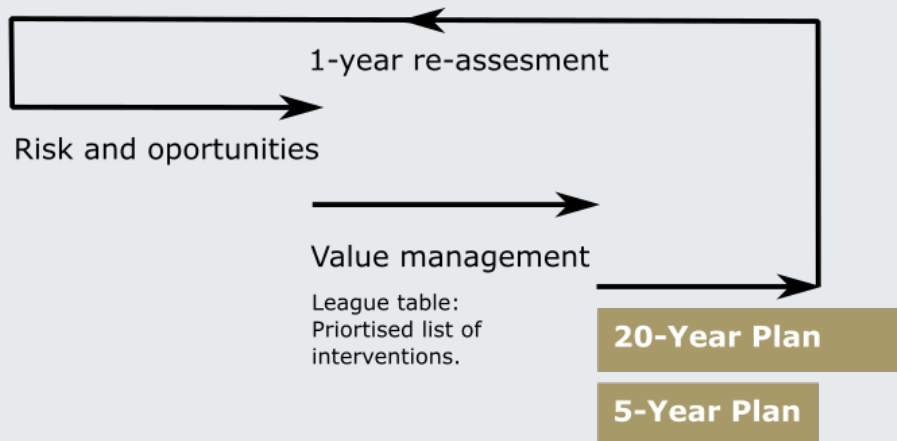 1-year re-assesment
Risk and oportunities
Value management
League table:
Priortised list of
interventions.
20-Year Plan
5-Year Plan